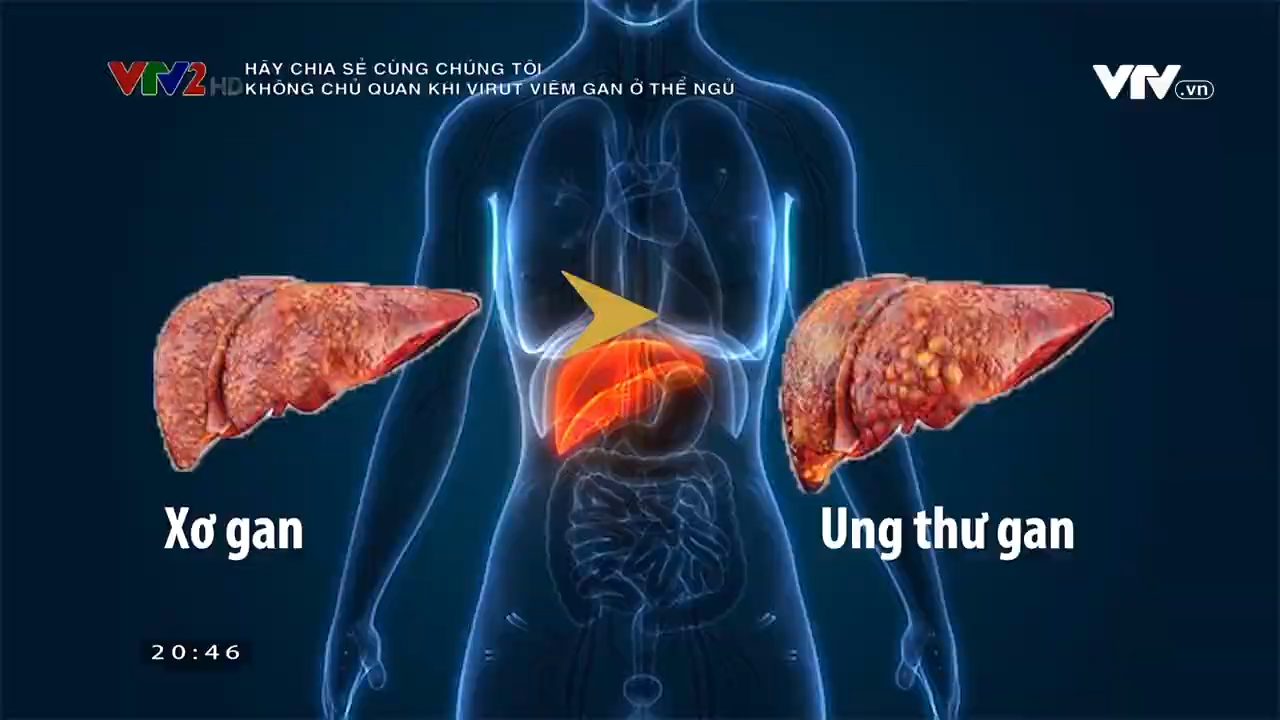 VTV2 HD
HÃY CHIA SẺ CÙNG CHÚNG TÔI
KHÔNG CHỦ QUAN KHI VIRUT VIÊM GAN Ở THỂ NGỦ
VTV.vn
Xơ gan
Ung thư gan
20:46